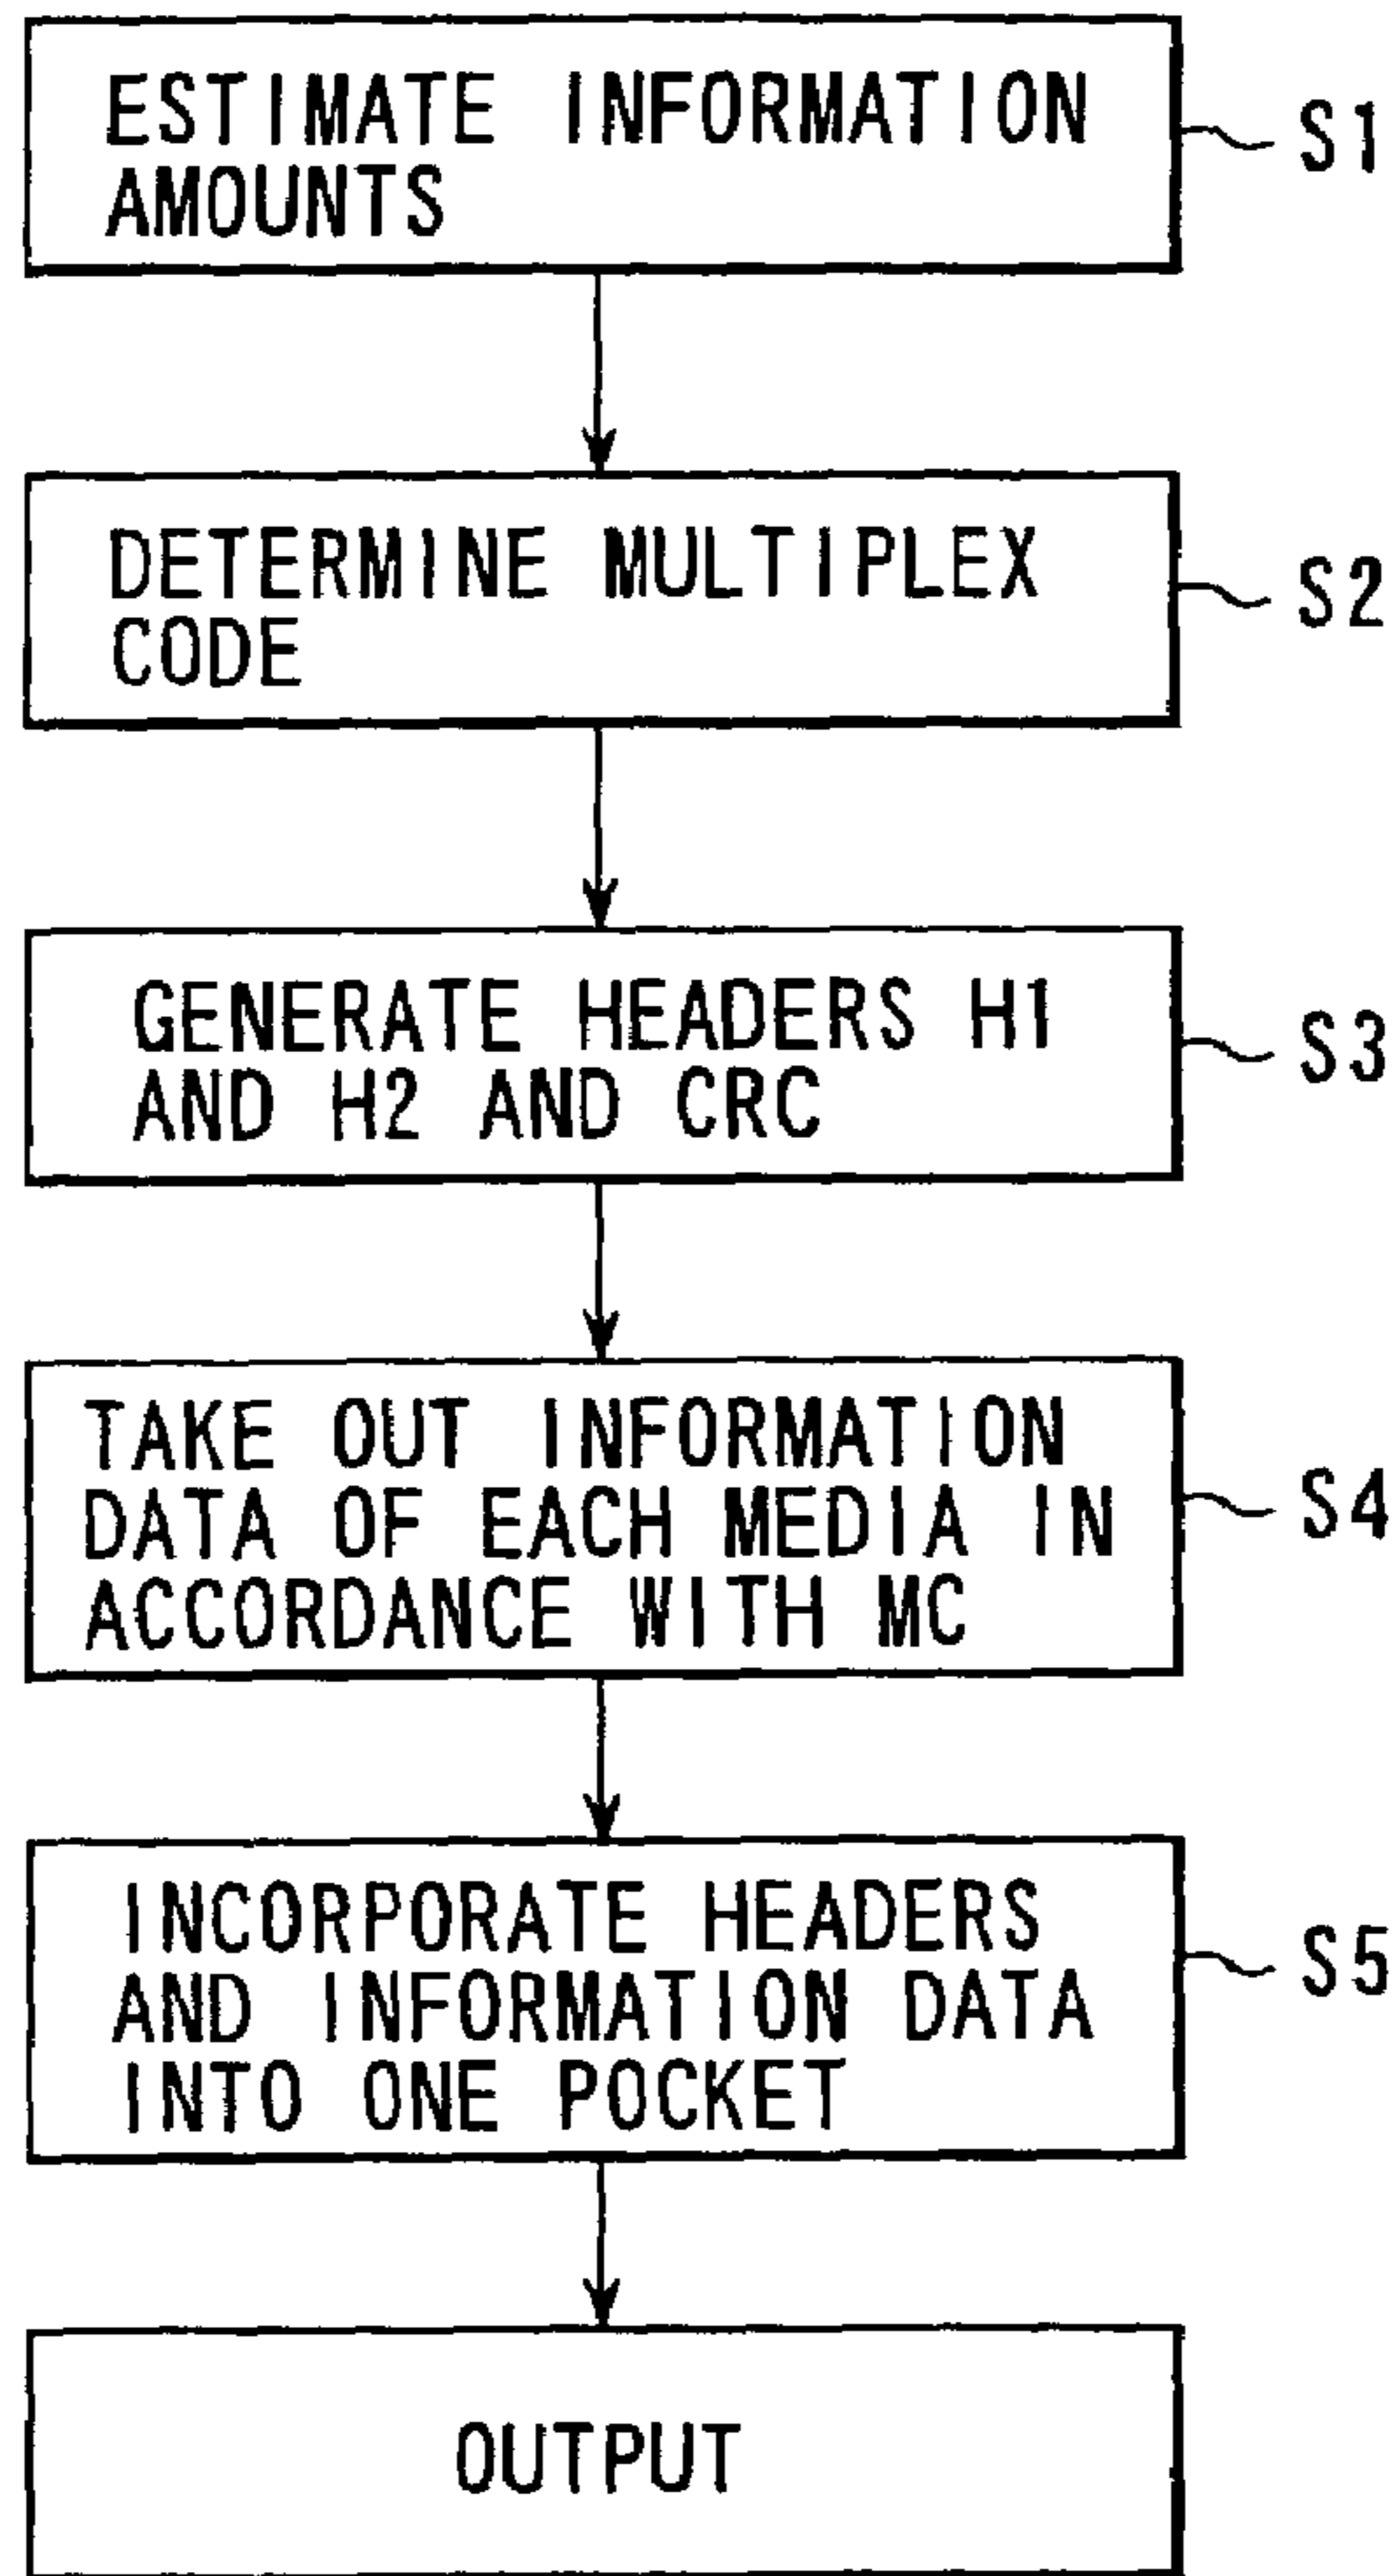 ESTIMATE INFORMATION
AMOUNTS
S1
DETERMINE MULTIPLEX
CODE
S2
GENERATE HEADERS H1
AND H2 AND CRC
S3
TAKE OUT INFORMATION
DATA OF EACH MEDIA IN
ACCORDANCE WITH MC
S4
INCORPORATE HEADERS
AND INFORMATION DATA
INTO ONE POCKET
S5
OUTPUT